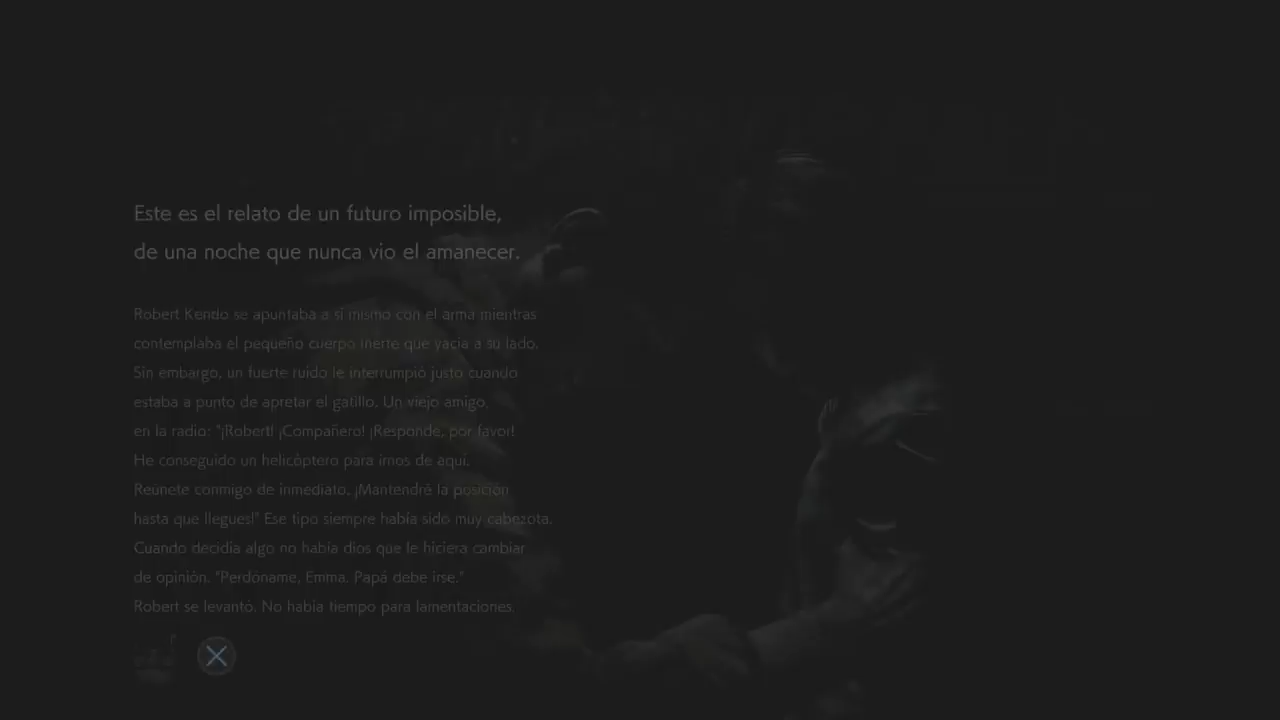 Este es el relato de un futuro imposible,
de una noche que nunca vio el amanecer.
Robert Kendo se apuntaba a sí mismo con el arma mientras
contemplaba el pequeño cuerpo inerte que yacía a su lado.
Sin embargo, un fuerte ruido le interrumpió justo cuando
estaba a punto de apretar el gatillo. Un viejo amigo,
en la radio: "¡Robert! ¡Compañero! ¡Responde, por favor!
He conseguido un helicóptero para irnos de aquí.
Reúnete conmigo de inmediato. ¡Mantendré la posición
hasta que llegues!" Ese tipo siempre había sido muy cabezota.
Cuando decidía algo no había dios que le hiciera cambiar
de opinión. "Perdóname, Emma. Papá debe irse."
Robert se levantó. No había tiempo para lamentaciones.